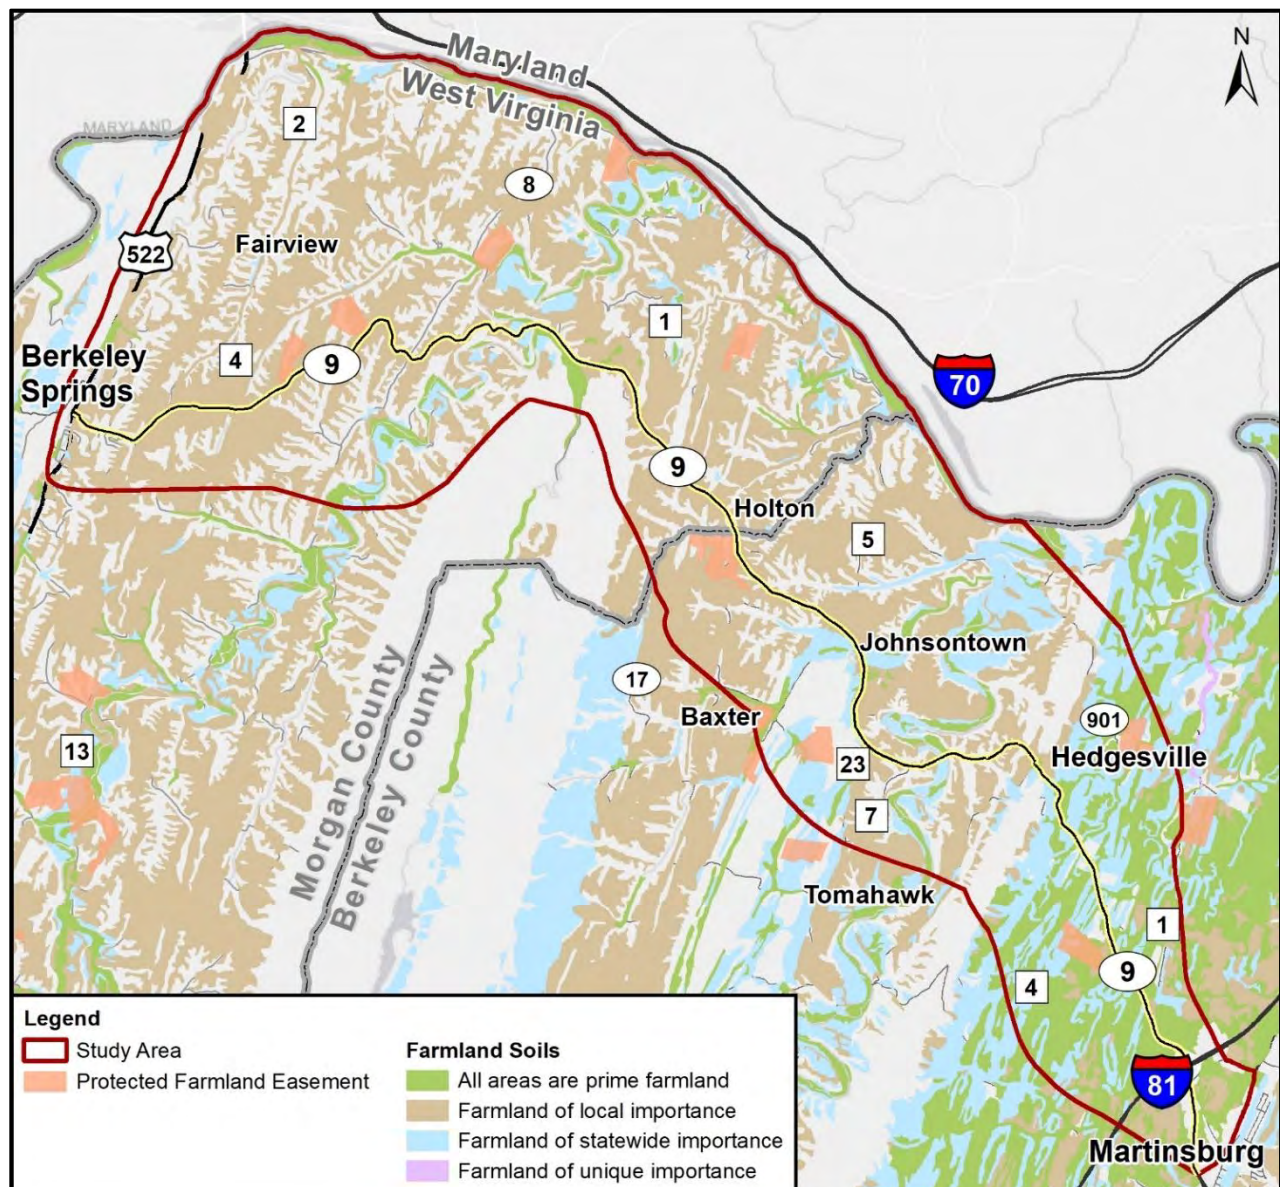 N
Maryland
West Virginia
MARYLAND
2
8
522
Fairview
1
4
9
Berkeley
Springs
70
9
Holton
5
Johnsontown
17
Baxter
901
Hedgesville
23
7
13
Morgan County
Berkeley County
Tomahawk
1
9
4
81
Martinsburg
Legend
Study Area
Protected Farmland Easement
Farmland Soils
All areas are prime farmland
Farmland of local importance
Farmland of statewide importance
Farmland of unique importance